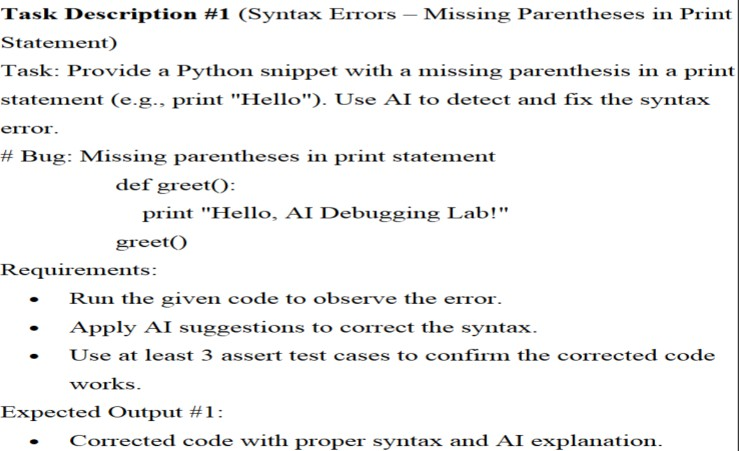 Task Description #1 (Syntax Errors – Missing Parentheses in Print
Statement)
Task: Provide a Python snippet with a missing parenthesis in a print
statement (e.g., print "Hello"). Use AI to detect and fix the syntax
error.
# Bug: Missing parentheses in print statement
def greet():
print "Hello, AI Debugging Lab!"
greet()
Requirements:
• Run the given code to observe the error.
• Apply AI suggestions to correct the syntax.
• Use at least 3 assert test cases to confirm the corrected code
works.
Expected Output #1:
• Corrected code with proper syntax and AI explanation.